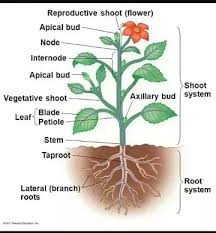 Reproductive shoot (flower)
Apical bud
Node
Internode
Apical bud
Shoot
system
Vegetative shoot
Axillary bud
Leaf
Blade
Petiole
Stem
Taproot
Root
system
Lateral (branch)
roots